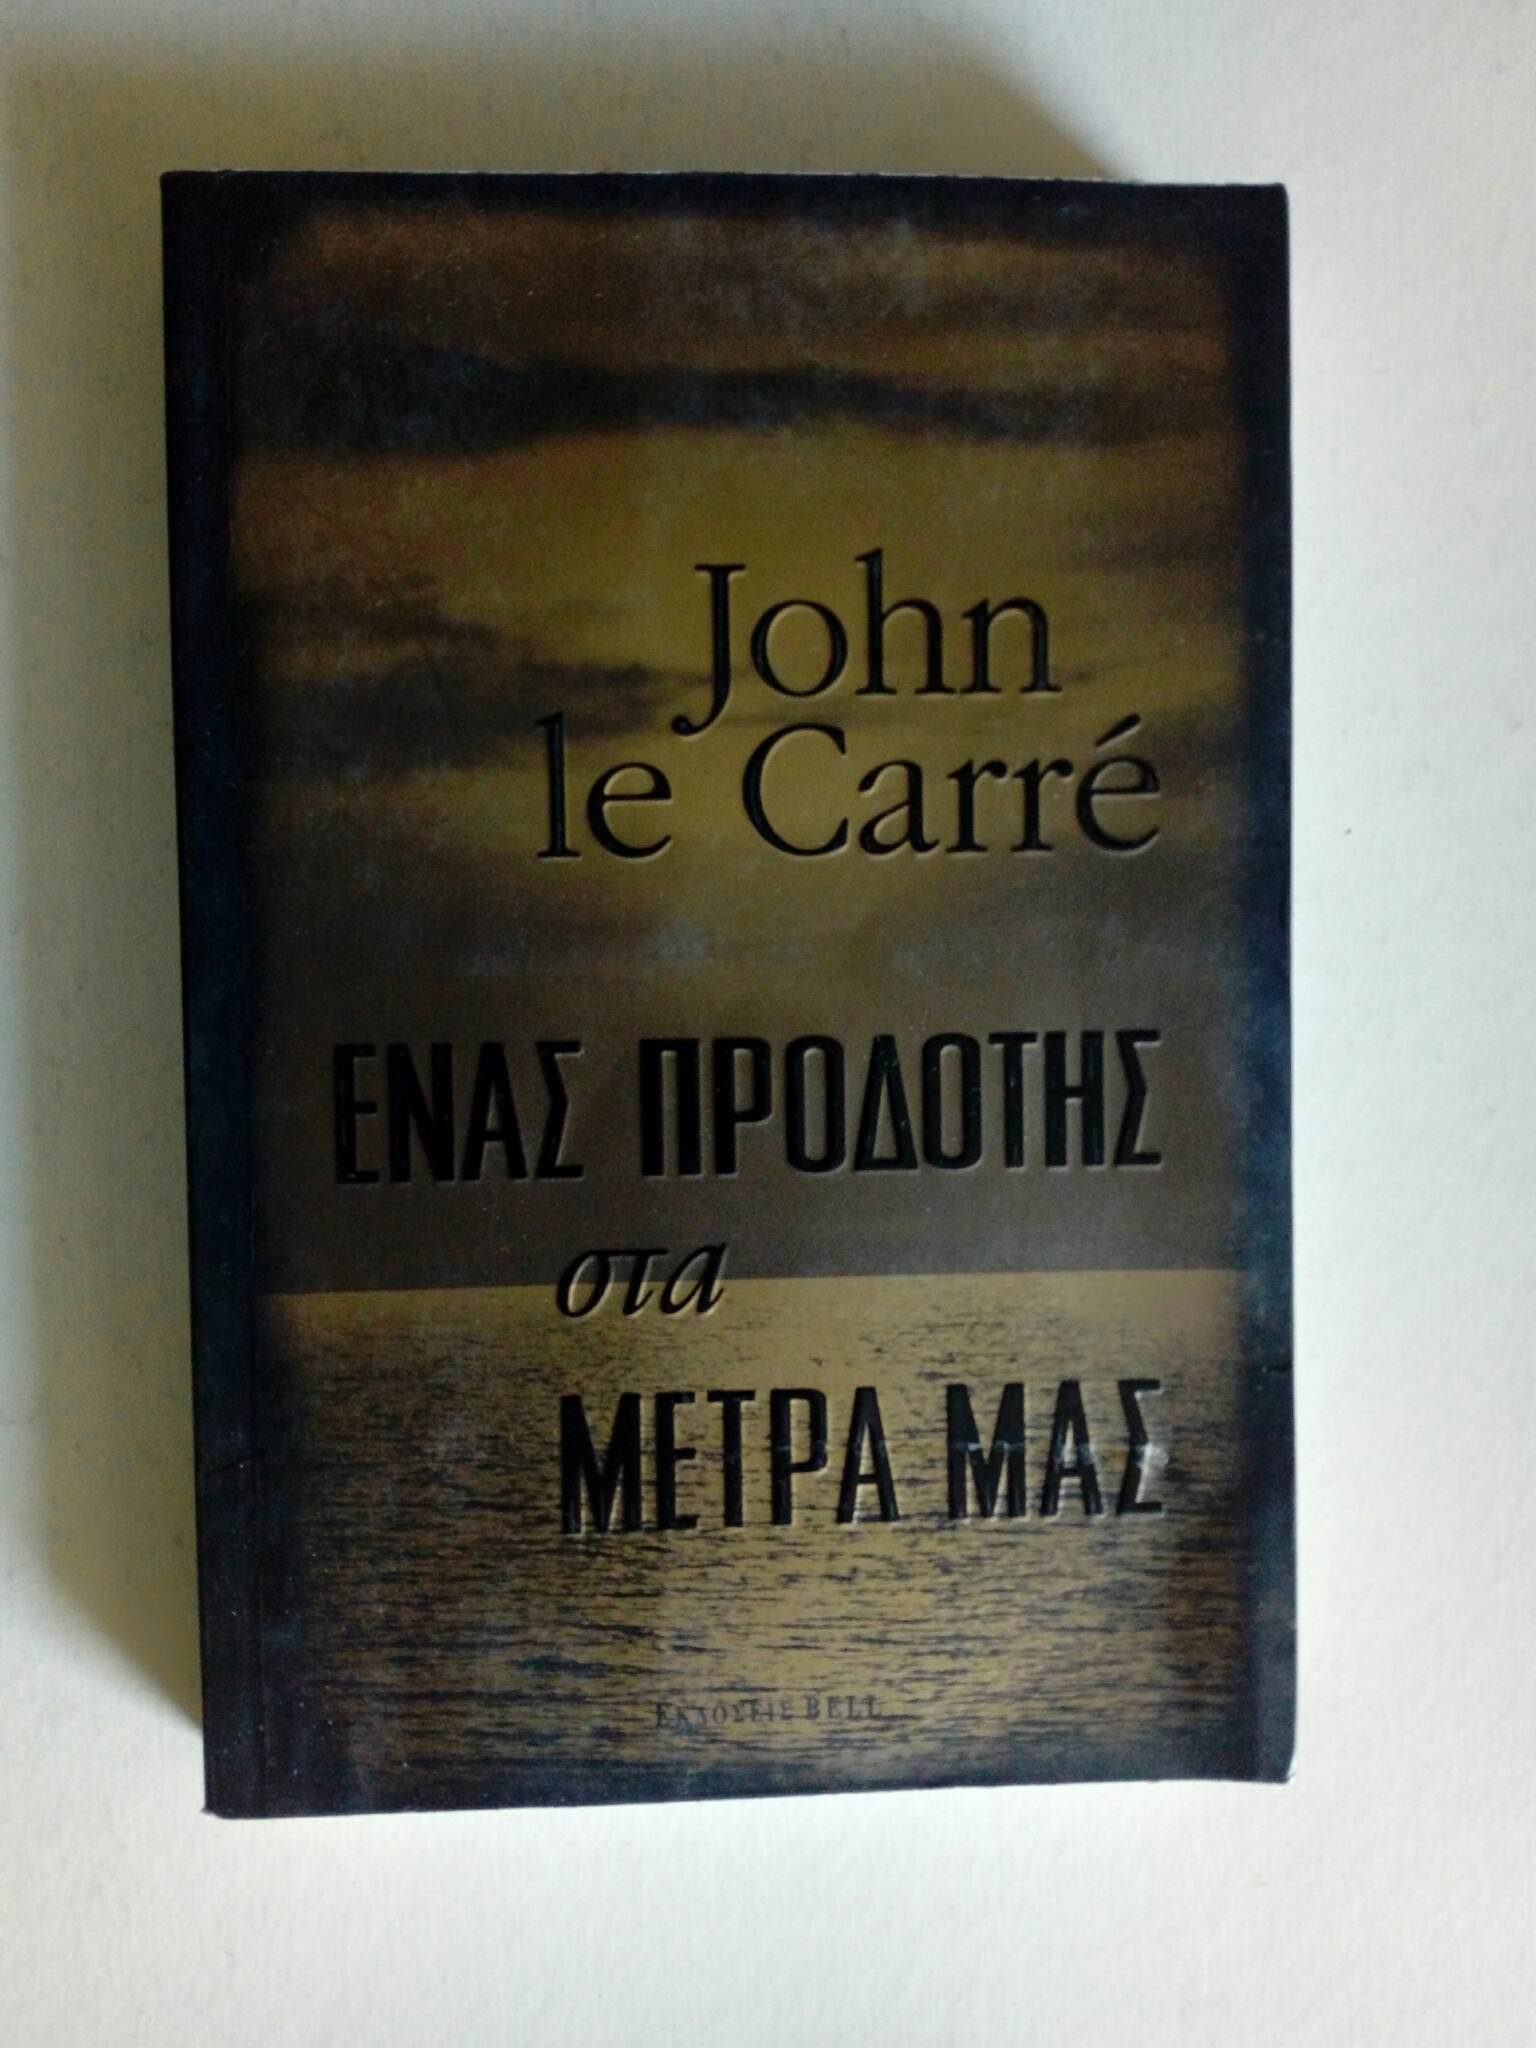 John
le Carré
ΕΝΑΣ ΠΡΟΔΟΤΗΣ
στα
ΜΕΤΡΑ ΜΑΣ
ΕΚΔΟΣΕΙΣ BELL